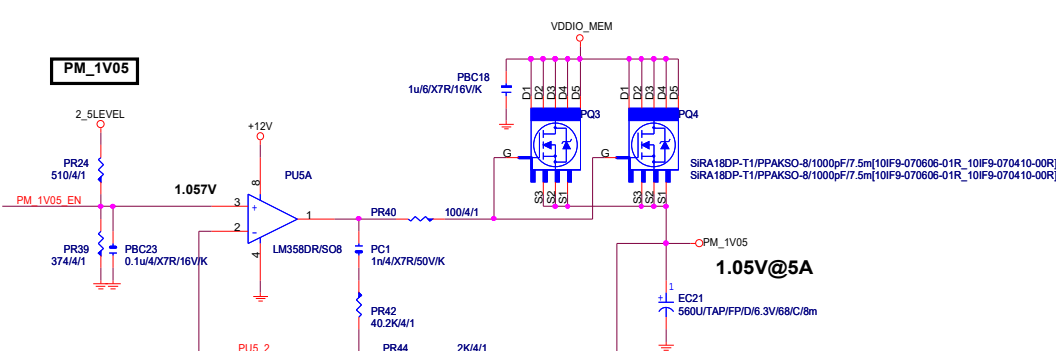 VDDIO_MEM
PM_1V05
PBC18
1u/6/X7R/16V/K
D1
D2
D3
D4
D5
D1
D2
D3
D4
D5
2_5LEVEL
+12V
PQ3
PQ4
PR24
510/4/1
G
G
SiRA18DP-T1/PPAKSO-8/1000pF/7.5m[10IF9-070606-01R_10IF9-070410-00R]
SiRA18DP-T1/PPAKSO-8/1000pF/7.5m[10IF9-070606-01R_10IF9-070410-00R]
8
PU5A
1.057V
S3
S2
S1
S3
S2
S1
PM_1V05_EN
3
+
1
PR40
100/4/1
2
-
PR39
374/4/1
PBC23
0.1u/4/X7R/16V/K
4
LM358DR/SO8
PC1
1n/4/X7R/50V/K
PM_1V05
1.05V@5A
1
+
EC21
560U/TAP/FP/D/6.3V/68/C/8m
PR42
40.2K/4/1
PU5_2
PR44
2K/4/1